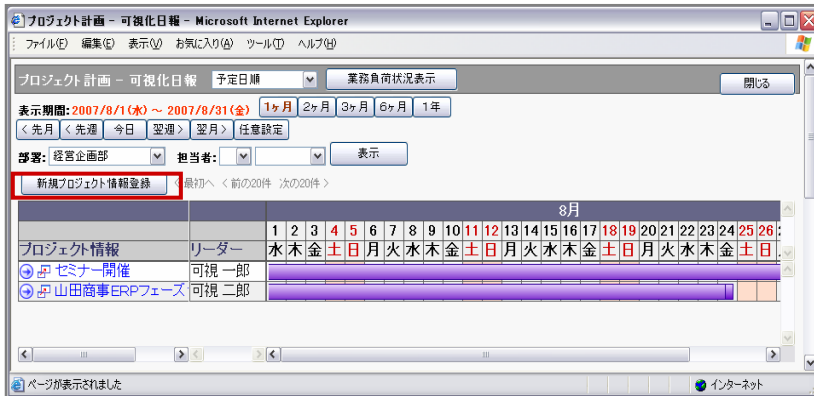 プロジェクト計画 - 可視化日報 - Microsoft Internet Explorer
ファイル(F) 編集(E) 表示(V) お気に入り(A) ツール(T) ヘルプ(H)
プロジェクト計画 - 可視化日報 予定日順 業務負荷状況表示 閉じる
表示期間: 2007/8/1(水) ～ 2007/8/31(金) 1ヶ月 2ヶ月 3ヶ月 6ヶ月 1年
<先月 <先週 今日 翌週> 翌月> 任意設定
部署: 経営企画部 担当者: 表示
新規プロジェクト情報登録 <最初へ <前の20件 次の20件>
8月
1 2 3 4 5 6 7 8 9 10 11 12 13 14 15 16 17 18 19 20 21 22 23 24 25 26
プロジェクト情報 リーダー 水 木 金 土 日 月 火 水 木 金 土 日 月 火 水 木 金 土 日 月 火 水 木 金 土 日
セミナー開催 可視 一郎
山田商事ERPフェーズ 可視 二郎
ページが表示されました インターネット